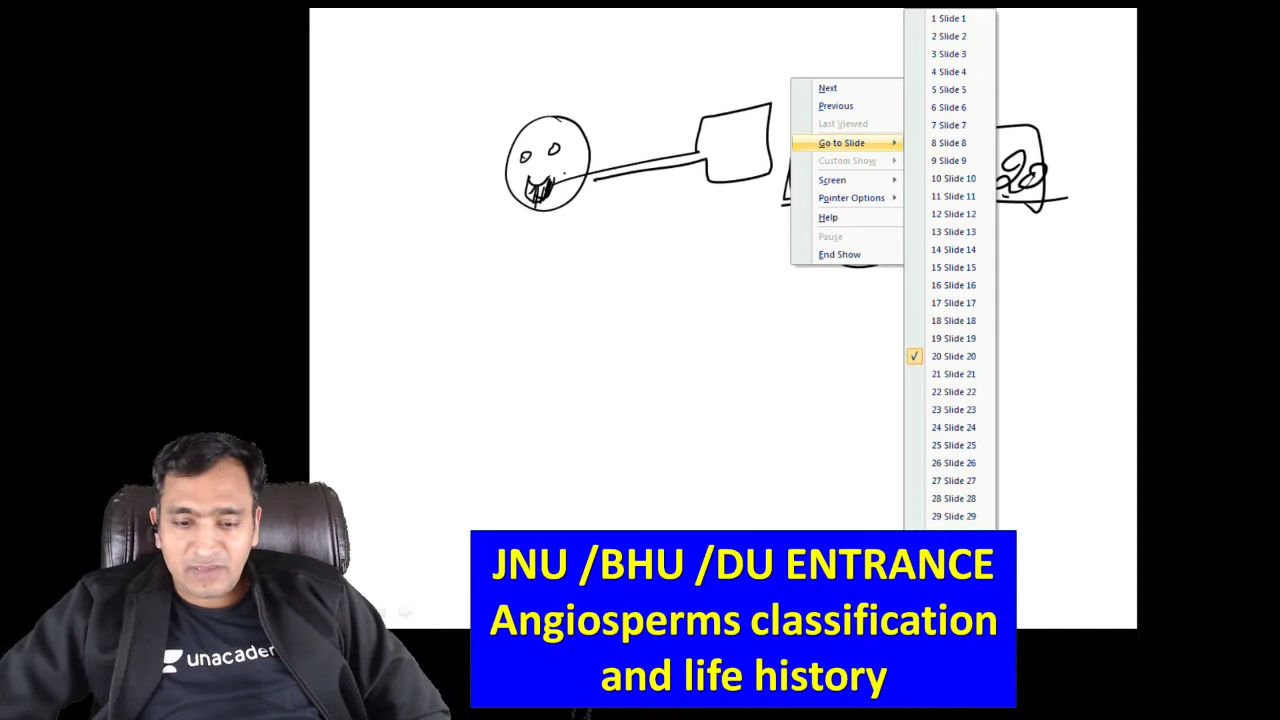 Next
Previous
Last Viewed
Go to Slide
Custom Show
Screen
Pointer Options
Help
Pause
End Show
1 Slide 1
2 Slide 2
3 Slide 3
4 Slide 4
5 Slide 5
6 Slide 6
7 Slide 7
8 Slide 8
9 Slide 9
10 Slide 10
11 Slide 11
12 Slide 12
13 Slide 13
14 Slide 14
15 Slide 15
16 Slide 16
17 Slide 17
18 Slide 18
19 Slide 19
20 Slide 20
21 Slide 21
22 Slide 22
23 Slide 23
24 Slide 24
25 Slide 25
26 Slide 26
27 Slide 27
28 Slide 28
29 Slide 29
unacader
JNU /BHU /DU ENTRANCE
Angiosperms classification
and life history